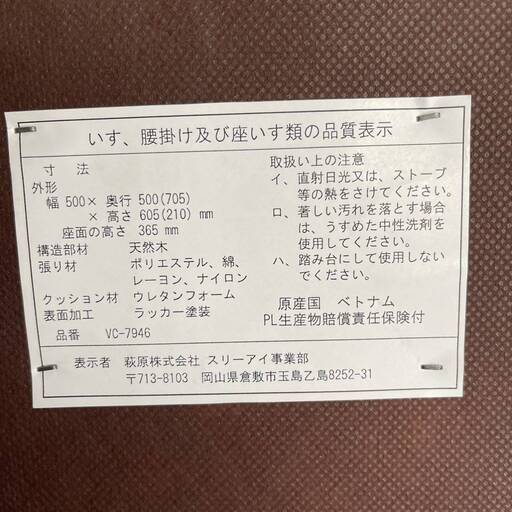 いす、腰掛け及び座いす類の品質表示
寸 法
外形
幅 500× 奥行 500(705)
× 高さ 605(210) mm
座面の高さ 365 mm
構造部材 天然木
張り材 ポリエステル、綿、
レーヨン、ナイロン
クッション材 ウレタンフォーム
表面加工 ラッカー塗装
品番 VC-7946
取扱い上の注意
イ、直射日光又は、ストーブ
等の熱をさけてください。
ロ、著しい汚れを落とす場合
は、うすめた中性洗剤を
使用してください。
ハ、踏み台にして使用しない
でください。
原産国 ベトナム
PL生産物賠償責任保険付
表示者 萩原株式会社 スリーアイ事業部
〒713-8103 岡山県倉敷市玉島乙島8252-31